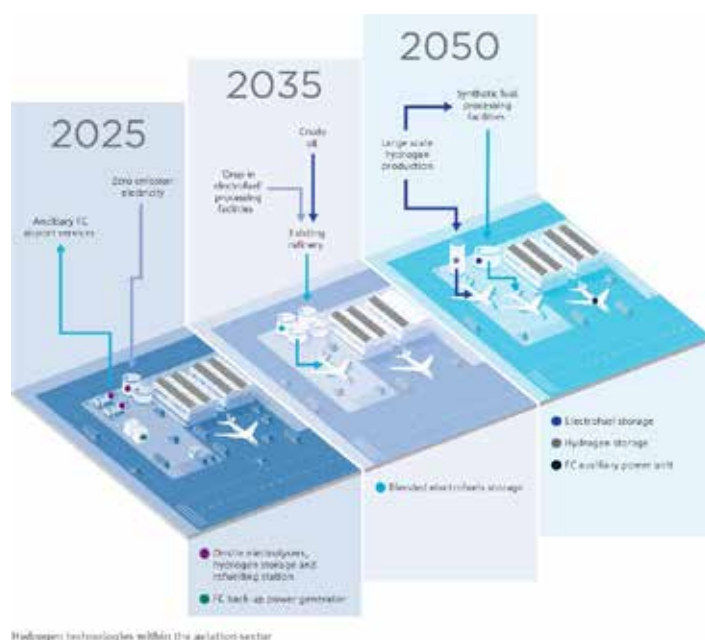 2025
2035
2050
Zero emission
electricity
Ancillary FC
airport services
Crude
oil
Drop in
electrofuel
processing
facilities
Existing
refinery
Synthetic fuel
processing
facilities
Large scale
hydrogen
production
Onsite electrolysers,
hydrogen storage and
refuelling station
FC back-up power generator
Blended electrofuels storage
Electrofuel storage
Hydrogen storage
FC auxiliary power unit
Hydrogen technologies within the aviation sector